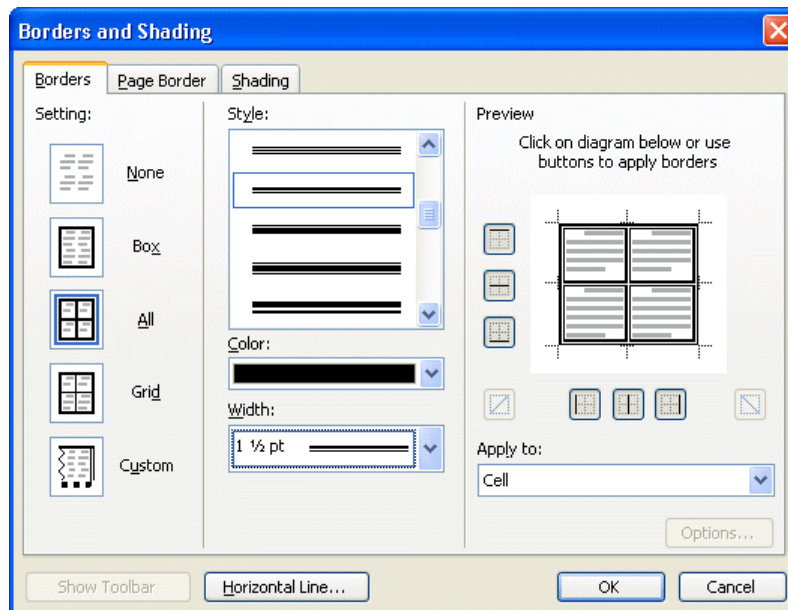 Borders and Shading
Borders
Page Border
Shading
Setting:
None
Box
All
Grid
Custom
Style:
Color:
Width:
1 ½ pt
Preview
Click on diagram below or use
buttons to apply borders
Apply to:
Cell
Options...
Show Toolbar
Horizontal Line...
OK
Cancel